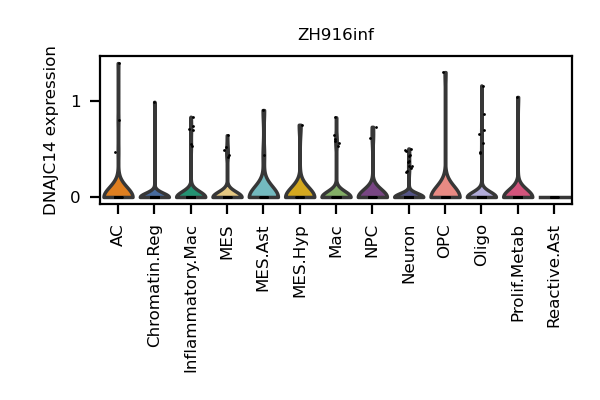 ZH916inf
DNAJC14 expression
1
0
AC
Chromatin.Reg
Inflammatory.Mac
MES
MES.Ast
MES.Hyp
Mac
NPC
Neuron
OPC
Oligo
Prolif.Metab
Reactive.Ast